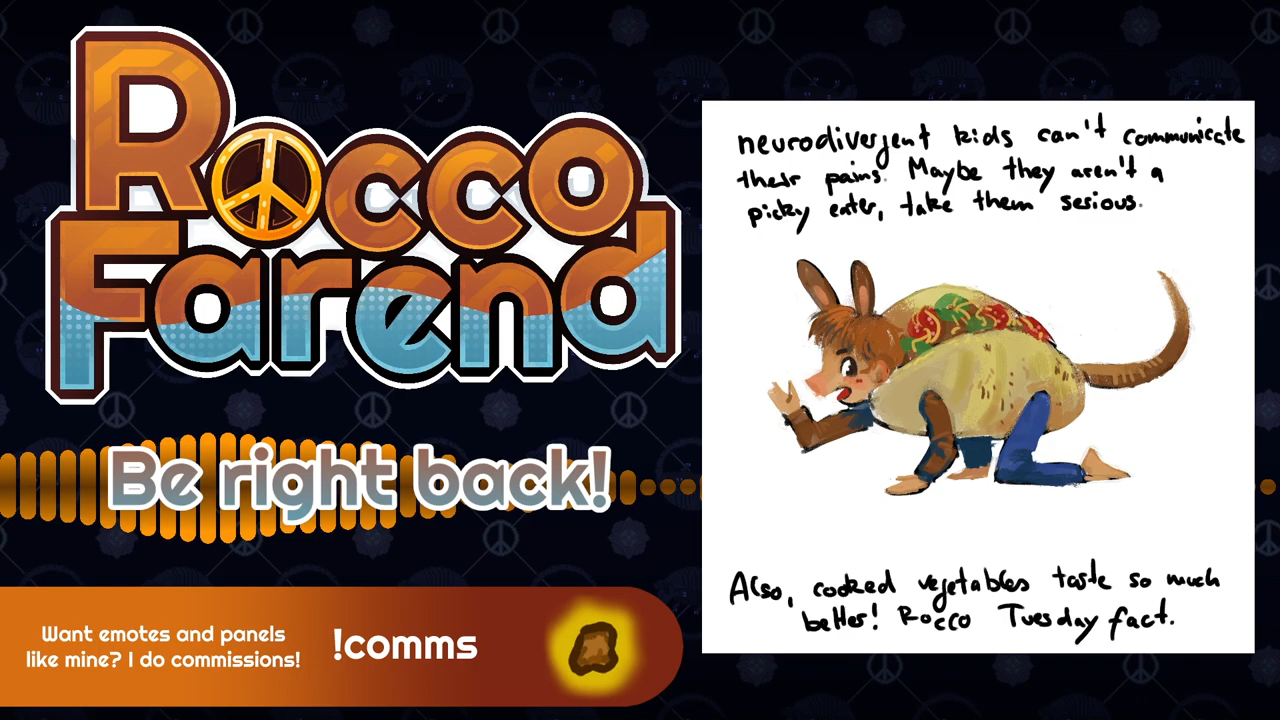 Rocco
Farend
Be right back!
Want emotes and panels
like mine? I do commissions!
!comms
neurodivergent kids can't communicate
their pains. Maybe they aren't a
picky eater, take them serious.
Also, cooked vegetables taste so much
better! Rocco Tuesday fact.